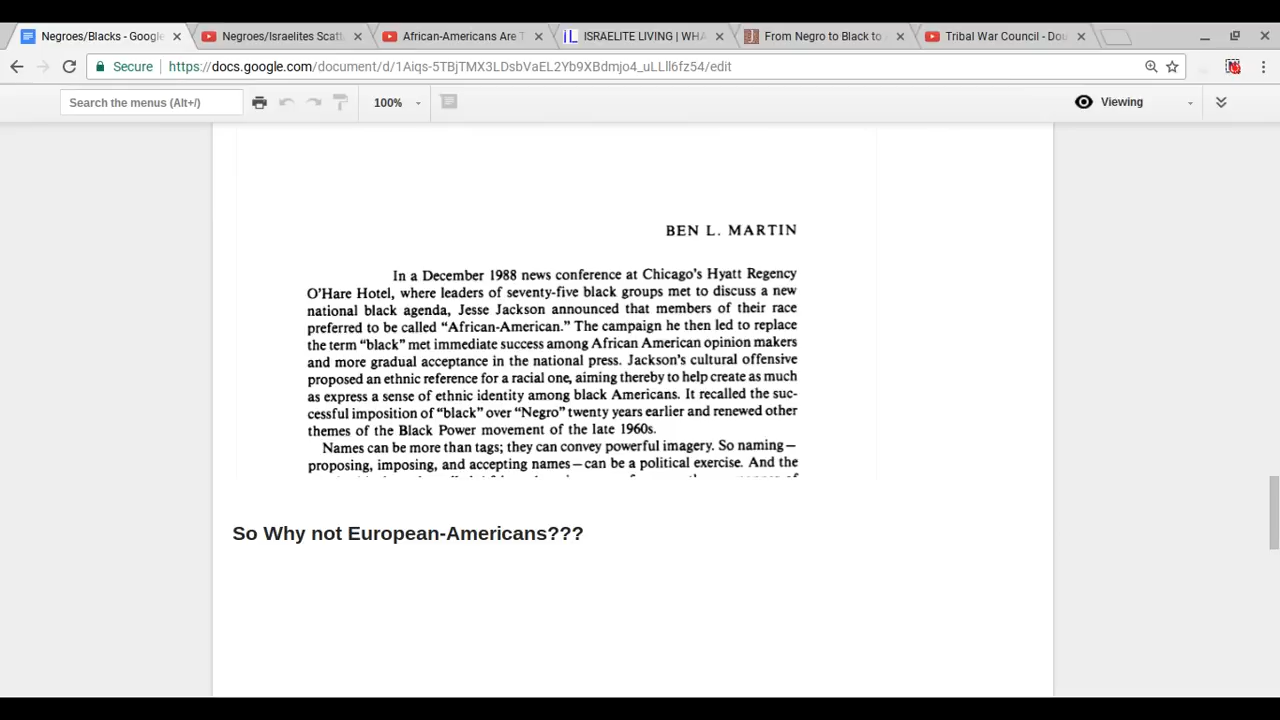 Negroes/Blacks - Google
Negroes/Israelites Scatt
African-Americans Are T
ISRAELITE LIVING | WHA
From Negro to Black to
Tribal War Council - Dou
Secure
https://docs.google.com/document/d/1Aiqs-5TBjTMX3LDsbVaEL2Yb9XBdmjo4_uLLll6fz54/edit
Search the menus (Alt+/)
100%
Viewing
BEN L. MARTIN
In a December 1988 news conference at Chicago's Hyatt Regency
O'Hare Hotel, where leaders of seventy-five black groups met to discuss a new
national black agenda, Jesse Jackson announced that members of their race
preferred to be called "African-American." The campaign he then led to replace
the term "black" met immediate success among African American opinion makers
and more gradual acceptance in the national press. Jackson's cultural offensive
proposed an ethnic reference for a racial one, aiming thereby to help create as much
as express a sense of ethnic identity among black Americans. It recalled the suc-
cessful imposition of "black" over "Negro" twenty years earlier and renewed other
themes of the Black Power movement of the late 1960s.
Names can be more than tags; they can convey powerful imagery. So naming—
proposing, imposing, and accepting names—can be a political exercise. And the
So Why not European-Americans???